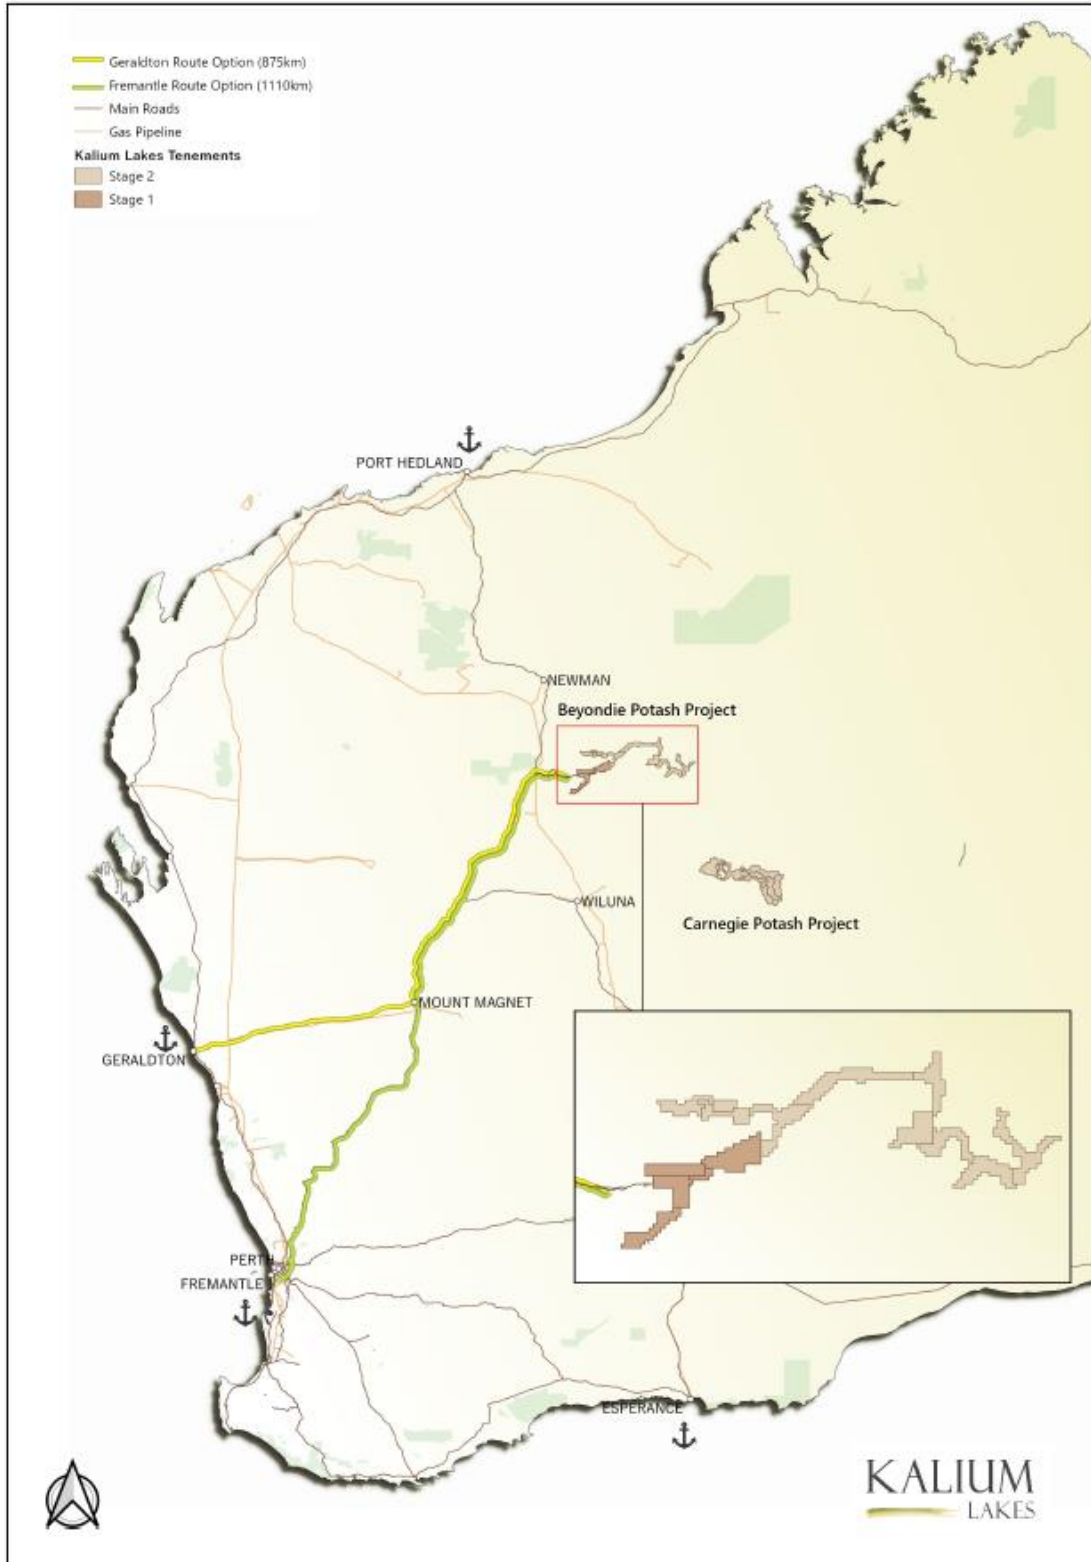 Geraldton Route Option (875km)
Fremantle Route Option (1110km)
Main Roads
Gas Pipeline
Kalium Lakes Tenements
Stage 2
Stage 1
PORT HEDLAND
NEWMAN
Beyondie Potash Project
WILUNA
Carnegie Potash Project
MOUNT MAGNET
GERALDTON
PERTH
FREMANTLE
ESPERANCE
KALIUM
LAKES